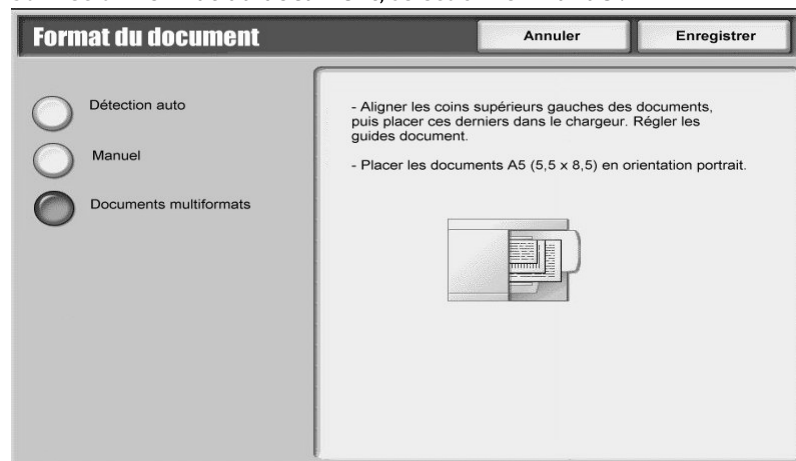 Format du document
Annuler
Enregistrer
Détection auto
Manuel
Documents multiformats
- Aligner les coins supérieurs gauches des documents,
puis placer ces derniers dans le chargeur. Régler les
guides document.
- Placer les documents A5 (5,5 x 8,5) en orientation portrait.